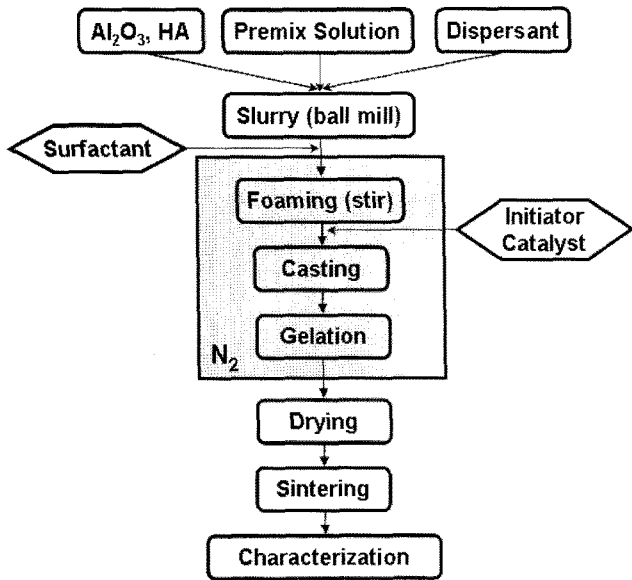 Al₂O₃, HA
Premix Solution
Dispersant
Slurry (ball mill)
Surfactant
Foaming (stir)
Initiator
Catalyst
Casting
Gelation
N₂
Drying
Sintering
Characterization